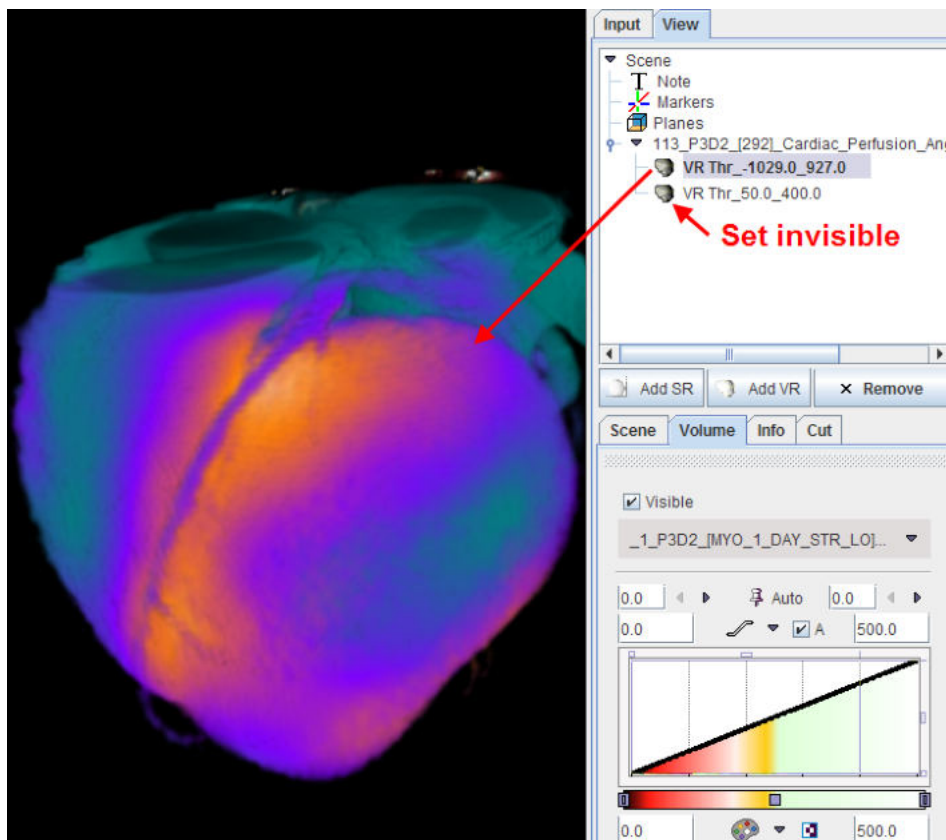 Input View
Scene
Note
Markers
Planes
113_P3D2_[292]_Cardiac_Perfusion_An
VR Thr_-1029.0_927.0
VR Thr_50.0_400.0
Set invisible
Add SR Add VR × Remove
Scene Volume Info Cut
Visible
_1_P3D2_[MYO_1_DAY_STR_LO]...
0.0 Auto 0.0
0.0 A 500.0
0.0 500.0